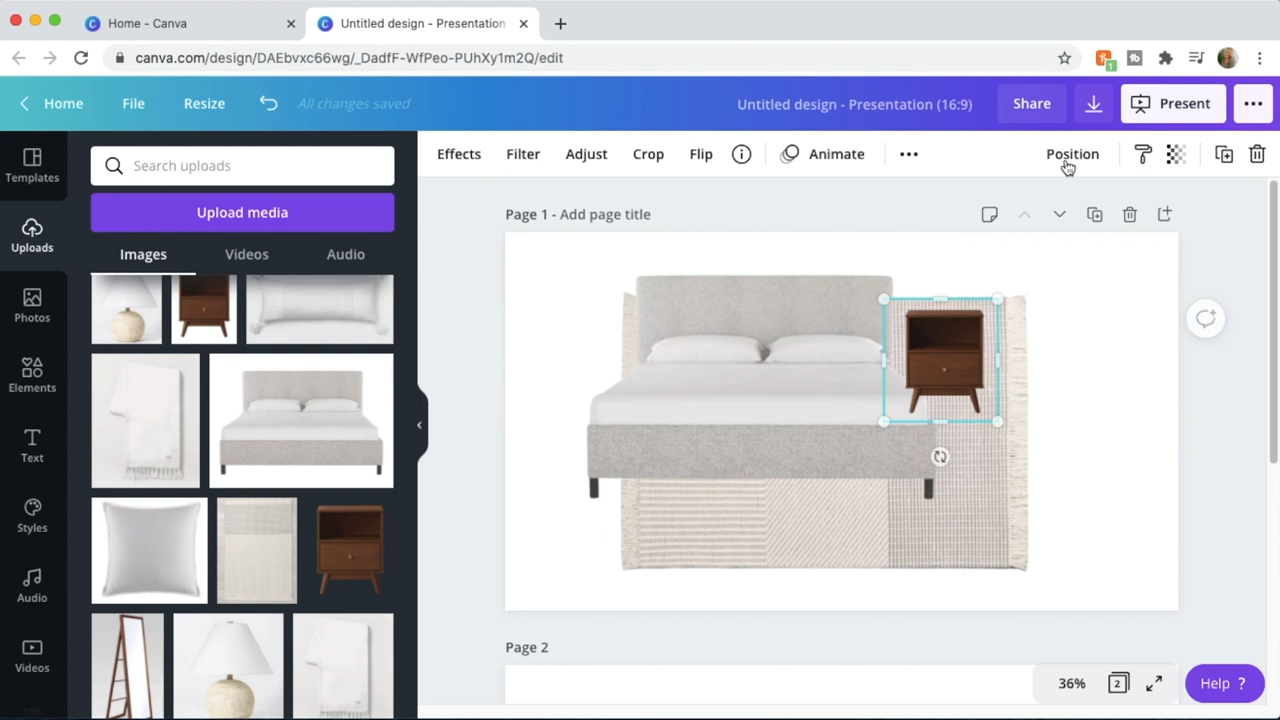 Home - Canva
Untitled design - Presentation
canva.com/design/DAEbvxc66wg/_DadfF-WfPeo-PUhXy1m2Q/edit
1
Home File Resize All changes saved Untitled design - Presentation (16:9) Share Present
Templates
Uploads
Photos
Elements
Text
Styles
Audio
Videos
Search uploads
Upload media
Images Videos Audio
Effects Filter Adjust Crop Flip Animate Position
Page 1 - Add page title
Page 2
36% 2 Help ?